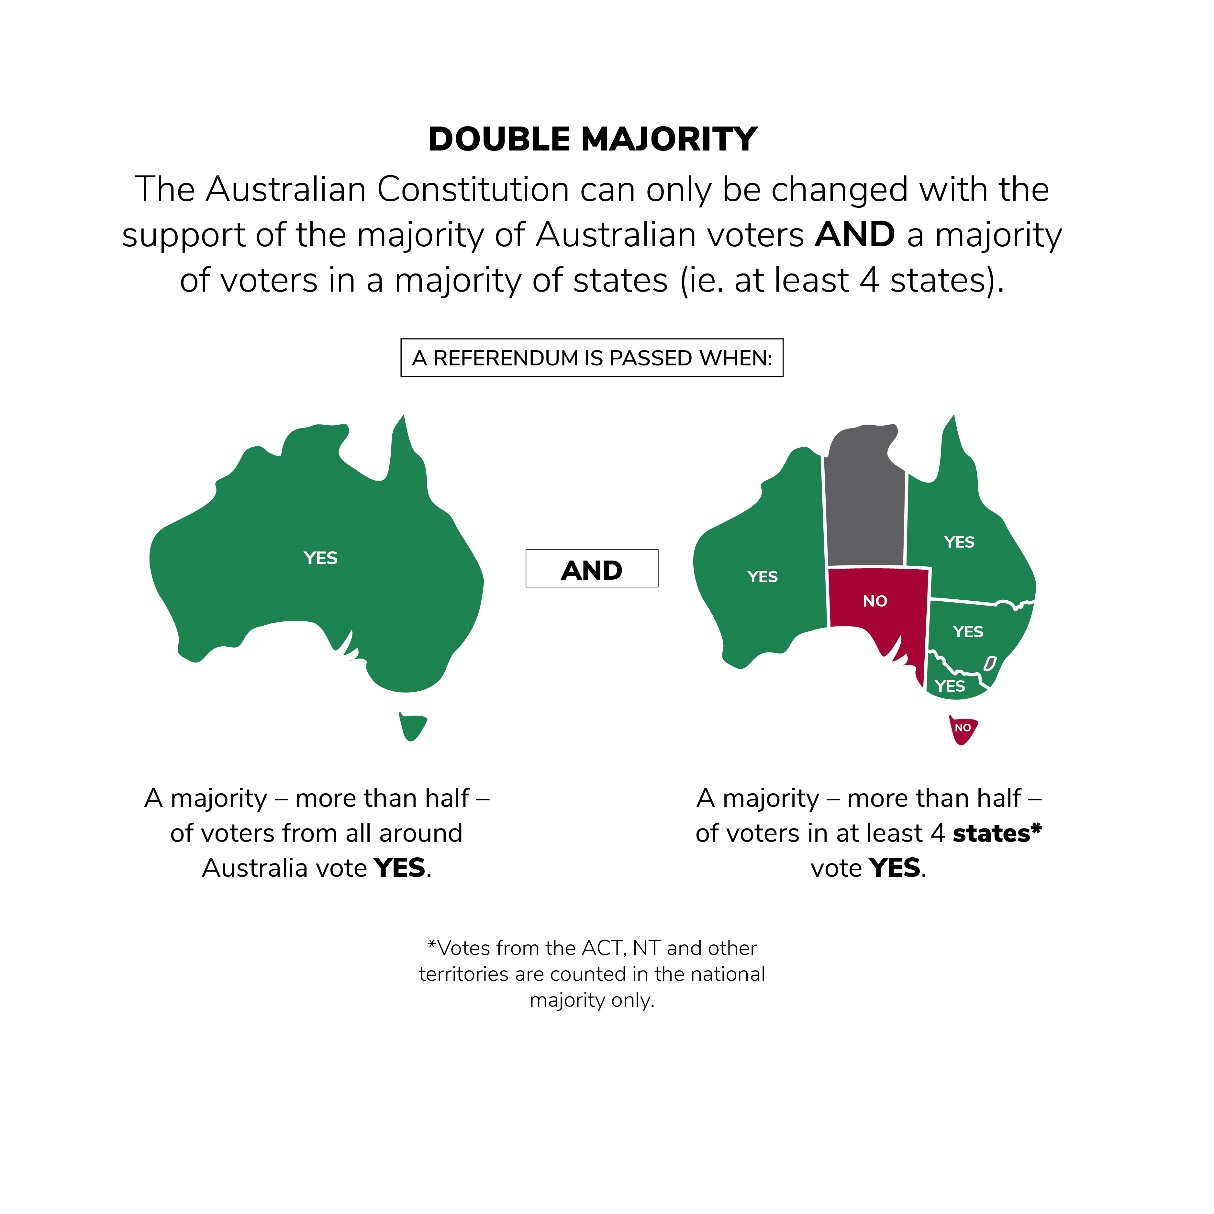 DOUBLE MAJORITY
The Australian Constitution can only be changed with the
support of the majority of Australian voters AND a majority
of voters in a majority of states (ie. at least 4 states).
A REFERENDUM IS PASSED WHEN:
YES
AND
YES
NO
YES
YES
YES
NO
A majority – more than half –
of voters from all around
Australia vote YES.
A majority – more than half –
of voters in at least 4 states*
vote YES.
*Votes from the ACT, NT and other
territories are counted in the national
majority only.